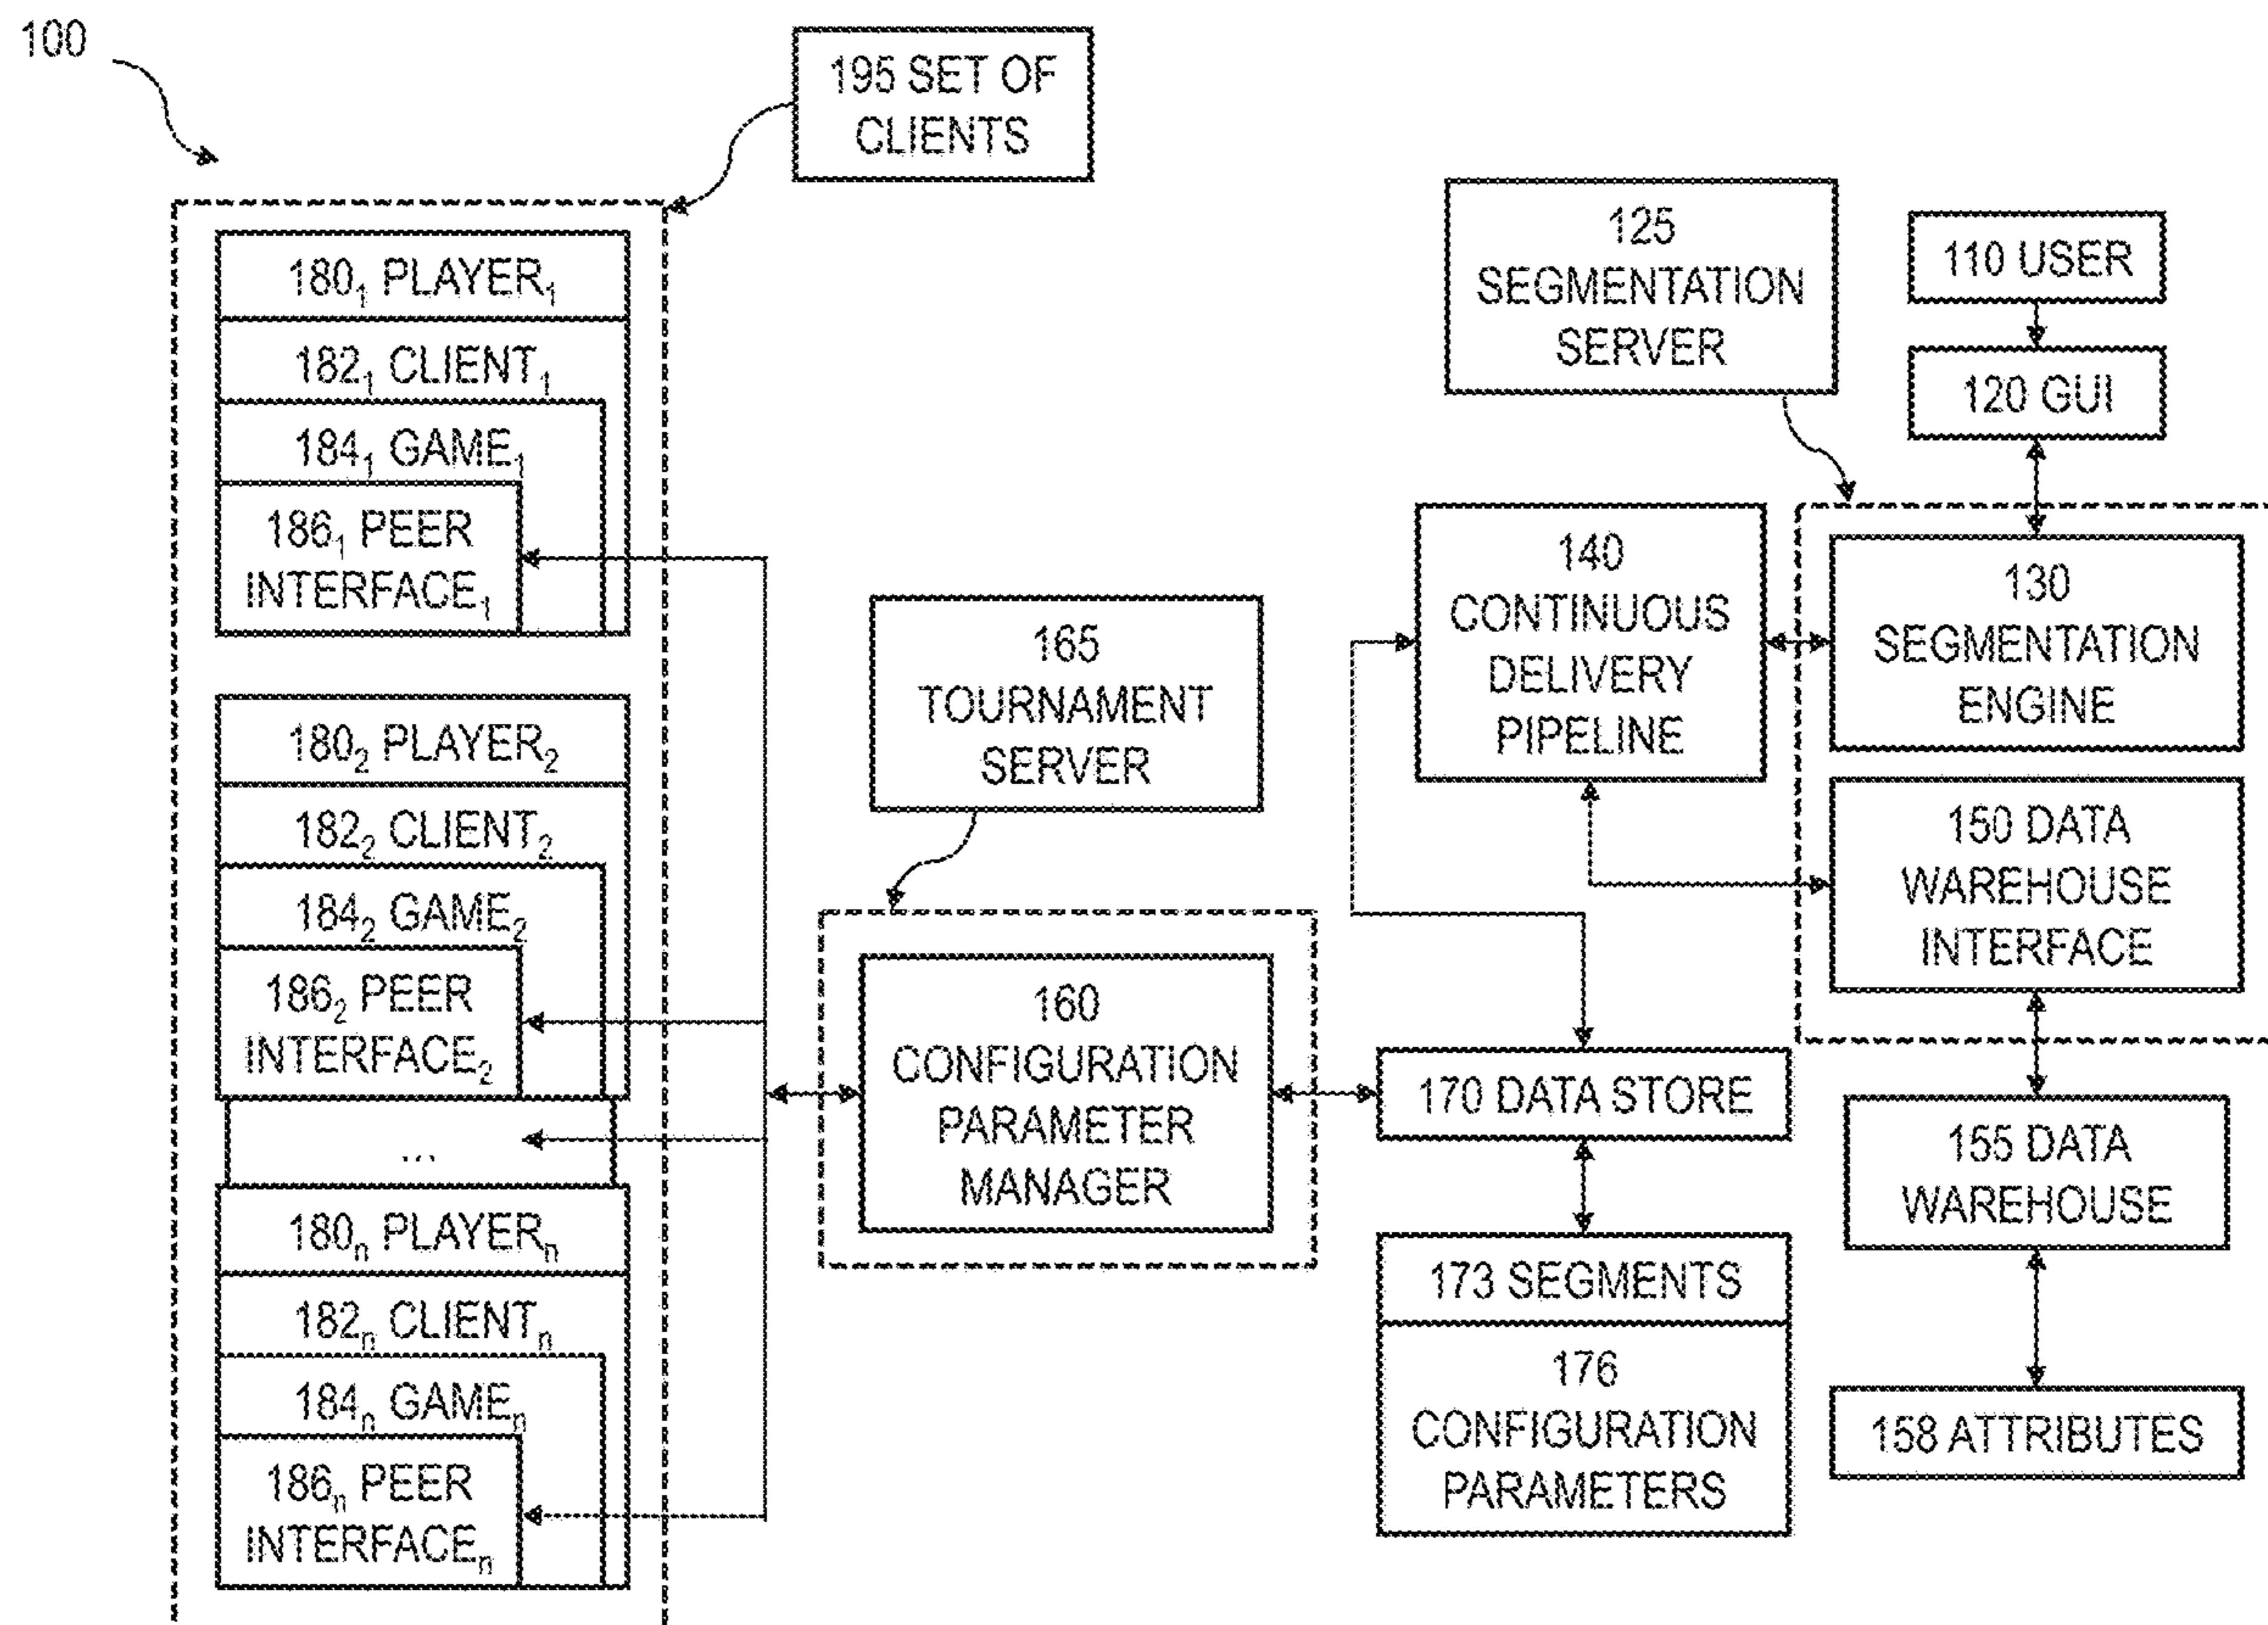 100
195 SET OF
CLIENTS
180₁ PLAYER₁
182₁ CLIENT₁
184₁ GAME₁
186₁ PEER
INTERFACE₁
180₂ PLAYER₂
182₂ CLIENT₂
184₂ GAME₂
186₂ PEER
INTERFACE₂
...
180ₙ PLAYERₙ
182ₙ CLIENTₙ
184ₙ GAMEₙ
186ₙ PEER
INTERFACEₙ
165
TOURNAMENT
SERVER
160
CONFIGURATION
PARAMETER
MANAGER
125
SEGMENTATION
SERVER
110 USER
120 GUI
140
CONTINUOUS
DELIVERY
PIPELINE
130
SEGMENTATION
ENGINE
150 DATA
WAREHOUSE
INTERFACE
170 DATA STORE
173 SEGMENTS
176
CONFIGURATION
PARAMETERS
155 DATA
WAREHOUSE
158 ATTRIBUTES